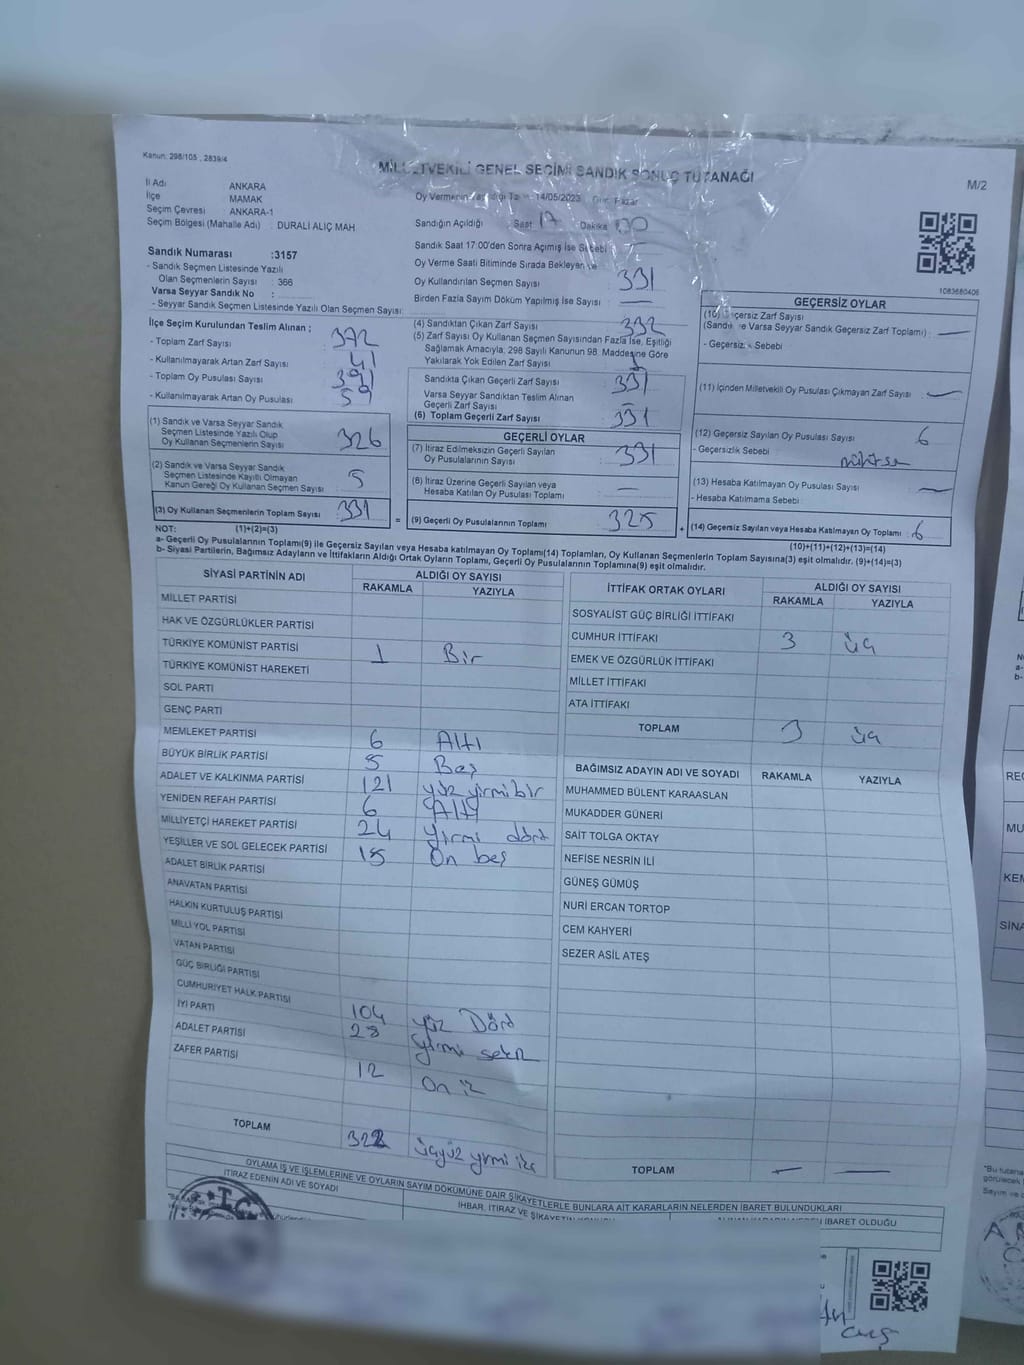 Kanun: 298/105 , 2839/4
MİLLETVEKİLİ GENEL SEÇİMİ SANDIK SONUÇ TUTANAĞI
M/2
İl Adı ANKARA
İlçe MAMAK
Seçim Çevresi : ANKARA-1
Seçim Bölgesi (Mahalle Adı) : DURALİ ALIÇ MAH
Oy Vermenin 14/05/2023 Pazar
Sandığın Açıldığı Saat 17 Dakika 00
Sandık Saat 17:00'den Sonra Açımış İse Sebebi :
Oy Verme Saati Bitiminde Sırada Bekleyen ve
Oy Kullandırılan Seçmen Sayısı 331
Birden Fazla Sayım Döküm Yapılmış İse Sayısı : —
Sandık Numarası :3157
- Sandık Seçmen Listesinde Yazılı
Olan Seçmenlerin Sayısı : 366
Varsa Seyyar Sandık No :
- Seyyar Sandık Seçmen Listesinde Yazılı Olan Seçmen Sayısı:
İlçe Seçim Kurulundan Teslim Alınan ;
- Toplam Zarf Sayısı : 372
- Kullanılmayarak Artan Zarf Sayısı : 41
- Toplam Oy Pusulası Sayısı :
- Kullanılmayarak Artan Oy Pusulası : 59
(1) Sandık ve Varsa Seyyar Sandık
Seçmen Listesinde Yazılı Olup
Oy Kullanan Seçmenlerin Sayısı : 326
(2) Sandık ve Varsa Seyyar Sandık
Seçmen Listesinde Kayıtlı Olmayan
Kanun Gereği Oy Kullanan Seçmen Sayısı : 5
(3) Oy Kullanan Seçmenlerin Toplam Sayısı : 331
(4) Sandıktan Çıkan Zarf Sayısı : 332
(5) Zarf Sayısı Oy Kullanan Seçmen Sayısından Fazla İse, Eşitliği
Sağlamak Amacıyla, 298 Sayılı Kanunun 98. Maddesine Göre
Yakılarak Yok Edilen Zarf Sayısı : 1
Sandıkta Çıkan Geçerli Zarf Sayısı : 331
Varsa Seyyar Sandıktan Teslim Alınan
Geçerli Zarf Sayısı :
(6) Toplam Geçerli Zarf Sayısı : 331
GEÇERLİ OYLAR
(7) İtiraz Edilmeksizin Geçerli Sayılan
Oy Pusulalarının Sayısı : 331
(8) İtiraz Üzerine Geçerli Sayılan veya
Hesaba Katılan Oy Pusulası Toplamı : —
= (9) Geçerli Oy Pusulalarının Toplamı : 325 +
1083680406
GEÇERSİZ OYLAR
(10) Geçersiz Zarf Sayısı
(Sandık ve Varsa Seyyar Sandık Geçersiz Zarf Toplamı) : —
- Geçersizlik Sebebi
(11) İçinden Milletvekili Oy Pusulası Çıkmayan Zarf Sayısı : —
(12) Geçersiz Sayılan Oy Pusulası Sayısı : 6
- Geçersizlik Sebebi :
(13) Hesaba Katılmayan Oy Pusulası Sayısı : —
- Hesaba Katılmama Sebebi :
(14) Geçersiz Sayılan veya Hesaba Katılmayan Oy Toplamı : 6
NOT: (1)+(2)=(3)
(10)+(11)+(12)+(13)=(14)
a- Geçerli Oy Pusulalarının Toplamı(9) ile Geçersiz Sayılan veya Hesaba katılmayan Oy Toplamı(14) Toplamları, Oy Kullanan Seçmenlerin Toplam Sayısına(3) eşit olmalıdır. (9)+(14)=(3)
b- Siyasi Partilerin, Bağımsız Adayların ve İttifakların Aldığı Ortak Oyların Toplamı, Geçerli Oy Pusulalarının Toplamına(9) eşit olmalıdır.
SİYASİ PARTİNİN ADI ALDIĞI OY SAYISI
RAKAMLA YAZIYLA
MİLLET PARTİSİ
HAK VE ÖZGÜRLÜKLER PARTİSİ
TÜRKİYE KOMÜNİST PARTİSİ 1 Bir
TÜRKİYE KOMÜNİST HAREKETİ
SOL PARTİ
GENÇ PARTİ
MEMLEKET PARTİSİ 6 Altı
BÜYÜK BİRLİK PARTİSİ 5 Beş
ADALET VE KALKINMA PARTİSİ 121 yüz yirmi bir
YENİDEN REFAH PARTİSİ 6 Altı
MİLLİYETÇİ HAREKET PARTİSİ 24 Yirmi dört
YEŞİLLER VE SOL GELECEK PARTİSİ 15 On beş
ADALET BİRLİK PARTİSİ
ANAVATAN PARTİSİ
HALKIN KURTULUŞ PARTİSİ
MİLLİ YOL PARTİSİ
VATAN PARTİSİ
GÜÇ BİRLİĞİ PARTİSİ
CUMHURİYET HALK PARTİSİ 104 yüz Dört
İYİ PARTİ 28 yirmi sekiz
ADALET PARTİSİ
ZAFER PARTİSİ 12 On iki
TOPLAM 322 üçyüz yirmi iki
İTTİFAK ORTAK OYLARI ALDIĞI OY SARISI
RAKAMLA YAZIYLA
SOSYALİST GÜÇ BİRLİĞİ İTTİFAKI
CUMHUR İTTİFAKI 3 üç
EMEK VE ÖZGÜRLÜK İTTİFAKI
MİLLET İTTİFAKI
ATA İTTİFAKI
TOPLAM 3 üç
BAĞIMSIZ ADAYIN ADI VE SOYADI RAKAMLA YAZIYLA
MUHAMMED BÜLENT KARAASLAN
MUKADDER GÜNERİ
SAİT TOLGA OKTAY
NEFİSE NESRİN İLİ
GÜNEŞ GÜMÜŞ
NURİ ERCAN TORTOP
CEM KAHYERİ
SEZER ASİL ATEŞ
TOPLAM — —
OYLAMA İŞ VE İŞLEMLERİNE VE OYLARIN SAYIM DÖKÜMÜNE DAİR ŞİKAYETLERLE BUNLARA AİT KARARLARIN NELERDEN İBARET BULUNDUKLARI
İTİRAZ EDENİN ADI VE SOYADI İHBAR, İTİRAZ VE ŞİKAYETİN KONUSU İBARET OLDUĞU
T.C.